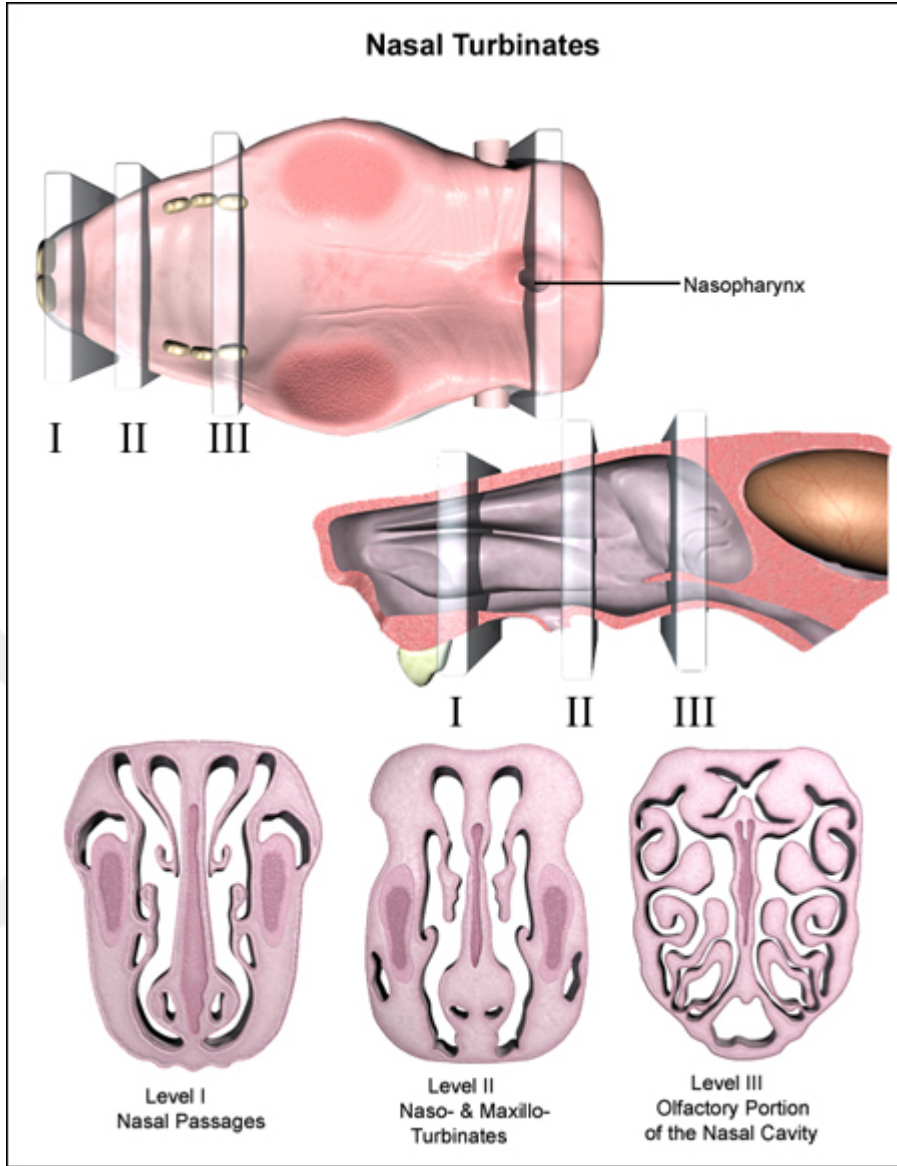 Nasal Turbinates
Nasopharynx
I II III
I II III
Level I
Nasal Passages
Level II
Naso- & Maxillo-
Turbinates
Level III
Olfactory Portion
of the Nasal Cavity